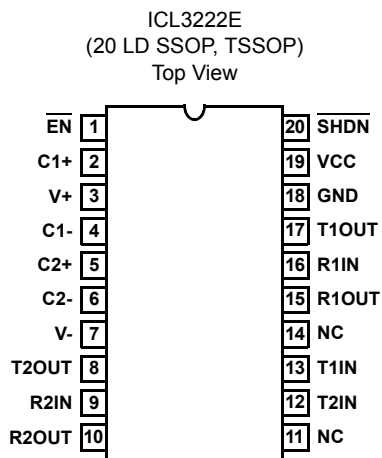 ICL3222E
(20 LD SSOP, TSSOP)
Top View
EN 1 20 SHDN
C1+ 2 19 VCC
V+ 3 18 GND
C1- 4 17 T1OUT
C2+ 5 16 R1IN
C2- 6 15 R1OUT
V- 7 14 NC
T2OUT 8 13 T1IN
R2IN 9 12 T2IN
R2OUT 10 11 NC